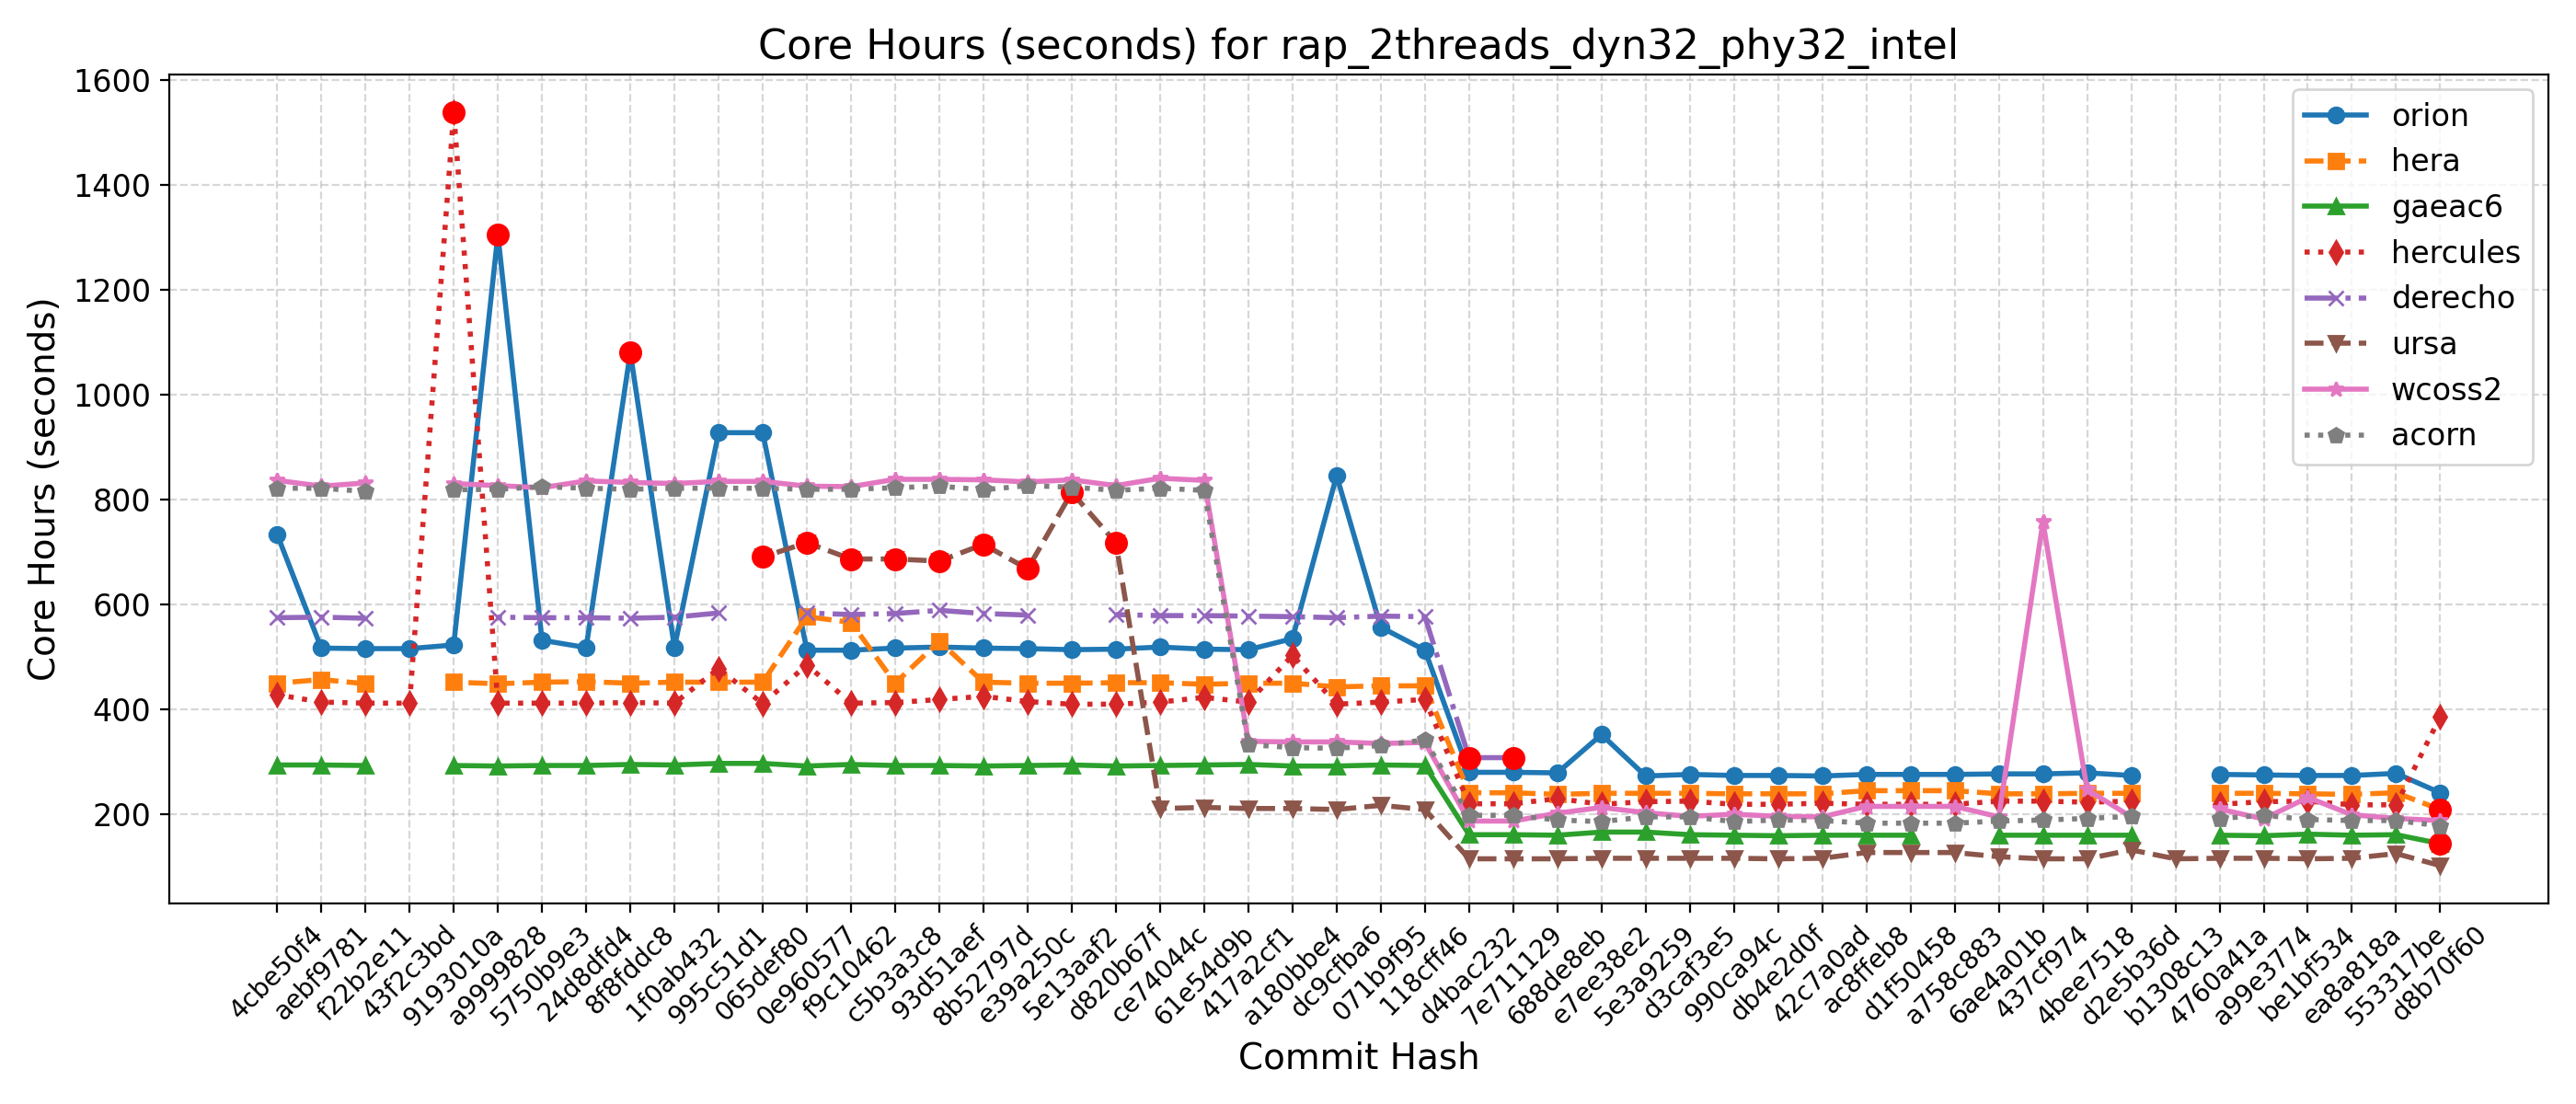 Core Hours (seconds) for rap_2threads_dyn32_phy32_intel
Core Hours (seconds)
1600
1400
1200
1000
800
600
400
200
orion
hera
gaeac6
hercules
derecho
ursa
wcoss2
acorn
4cbe50f4
aebf9781
f22b2e11
43f2c3bd
9193010a
a9999828
5750b9e3
24d8dfd4
8f8fddc8
1f0ab432
995c51d1
065def80
0e960577
f9c10462
c5b3a3c8
93d51aef
8b52797d
e39a250c
5e13aaf2
d820b67f
ce74044c
61e54d9b
417a2cf1
a180bbe4
dc9cfba6
071b9f95
118cff46
d4bac232
7e711129
688de8eb
e7ee38e2
5e3a9259
d3caf3e5
990ca94c
db4e2d0f
42c7a0ad
ac8ffeb8
d1f50458
a758c883
6ae4a01b
437cf974
4bee7518
d2e5b36d
b1308c13
4760a41a
a99e3774
be1bf534
ea8a818a
553317be
d8b70f60
Commit Hash